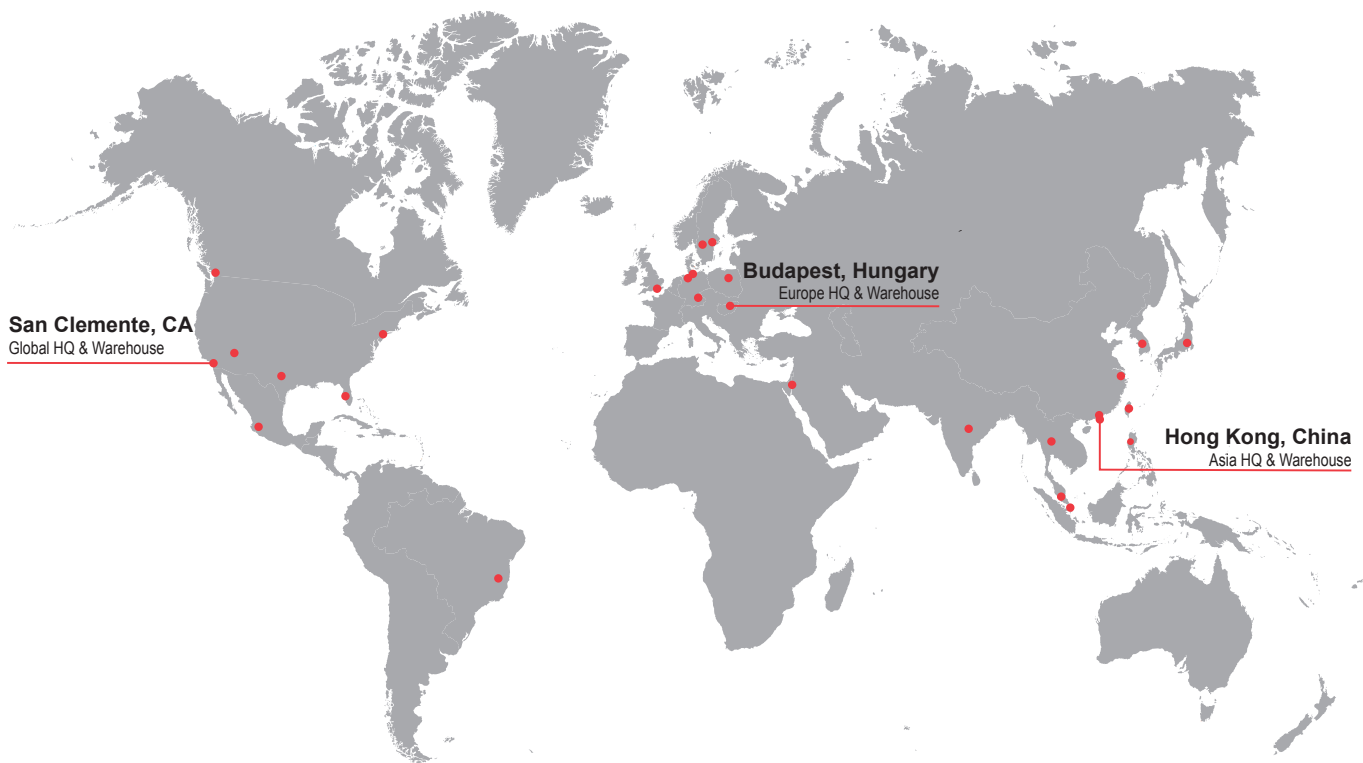 San Clemente, CA
Global HQ & Warehouse
Budapest, Hungary
Europe HQ & Warehouse
Hong Kong, China
Asia HQ & Warehouse